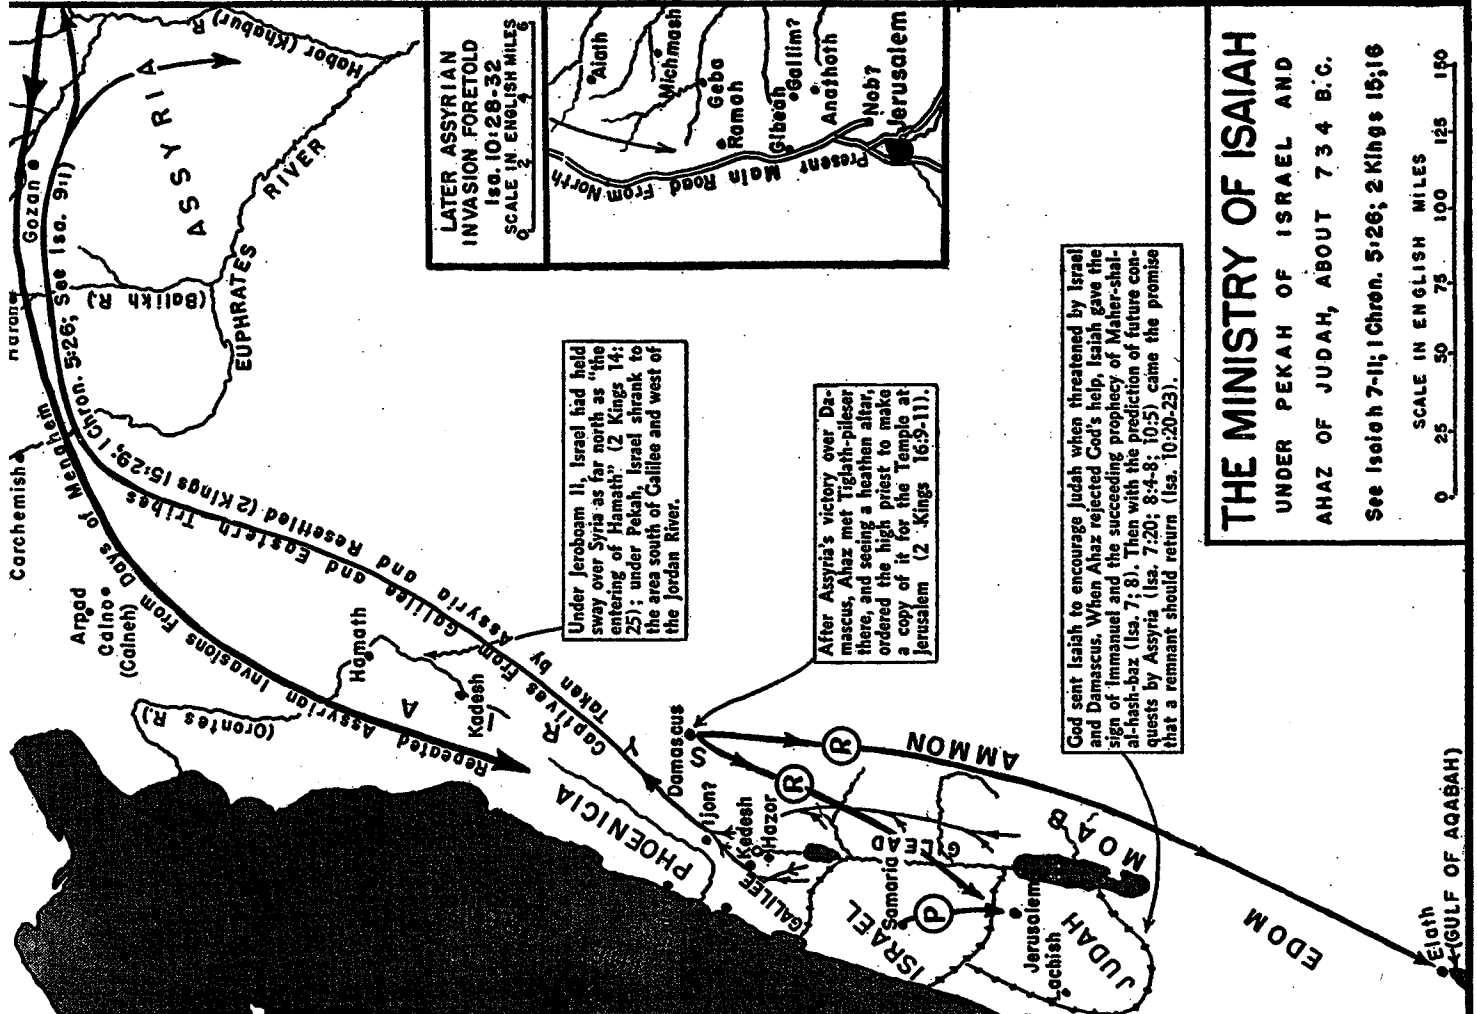 THE MINISTRY OF ISAIAH
UNDER PEKAH OF ISRAEL AND
AHAZ OF JUDAH, ABOUT 734 B.C.
See Isaiah 7-11; 1 Chron. 5:26; 2 Kings 15;16
SCALE IN ENGLISH MILES
0 25 50 75 100 125 150
LATER ASSYRIAN
INVASION FORETOLD
Isa. 10:28-32
SCALE IN ENGLISH MILES
0 2 4 6
Aiath
Michmash
Geba
Ramah
Gibeah
Gallim?
Anathoth
Nob?
Jerusalem
Present Main Road From North
Habor (Khabur) R.
ASSYRIA
Gozan
RIVER
EUPHRATES
(Balikh R.)
Carchemish
Repeated Assyrian Invasions From Days of Menahem
Captives From Galilee and Eastern Tribes
Taken by Assyria and Resettled (2 Kings 15:29; 1 Chron. 5:26; See Isa. 9:1)
Arpad
Calno
(Calneh)
Hamath
(Orontes R.)
Kadesh
SYRIA
Under Jeroboam II, Israel had held
sway over Syria as far north as "the
entering of Hamath" (2 Kings 14:
25); under Pekah, Israel shrank to
the area south of Galilee and west of
the Jordan River.
After Assyria's victory over Da-
mascus, Ahaz met Tiglath-pileser
there, and seeing a heathen altar,
ordered the high priest to make
a copy of it for the Temple at
Jerusalem (2 Kings 16:9-11).
God sent Isaiah to encourage Judah when threatened by Israel
and Damascus. When Ahaz rejected God's help, Isaiah gave the
sign of Immanuel and the succeeding prophecy of Maher-shal-
al-hash-baz (Isa. 7; 8). Then with the prediction of future con-
quests by Assyria (Isa. 7:20; 8:4-8; 10:5) came the promise
that a remnant should return (Isa. 10:20-23).
Damascus
PHOENICIA
Ijon?
Kedesh
Hazor
GALILEE
R
R
AMMON
GILEAD
Samaria
ISRAEL
P
MOAB
Jerusalem
Lachish
JUDAH
EDOM
Elath
(GULF OF AQABAH)